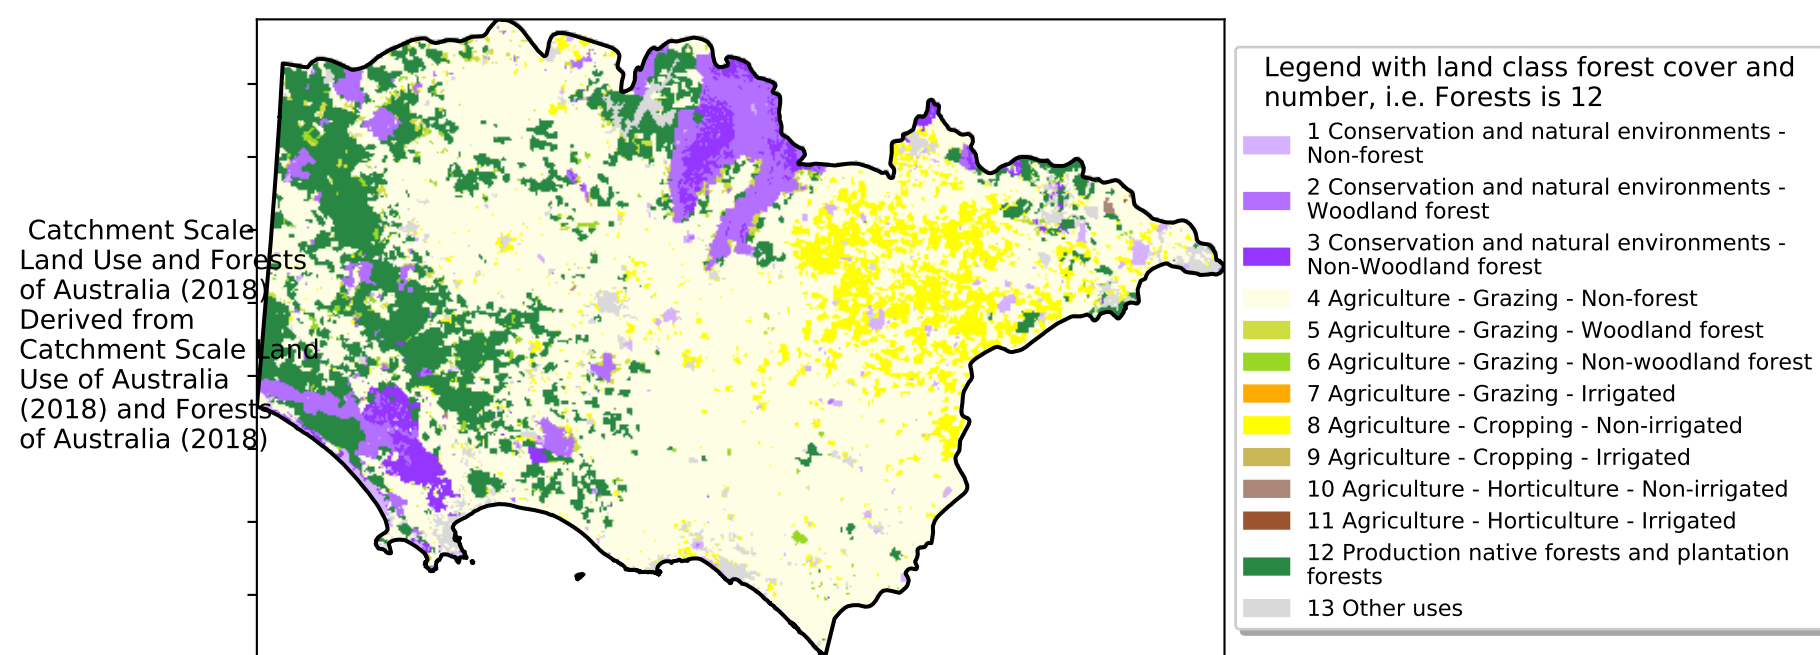 Catchment Scale
Land Use and Forests
of Australia (2018)
Derived from
Catchment Scale Land
Use of Australia
(2018) and Forests
of Australia (2018)
Legend with land class forest cover and
number, i.e. Forests is 12
1 Conservation and natural environments -
Non-forest
2 Conservation and natural environments -
Woodland forest
3 Conservation and natural environments -
Non-Woodland forest
4 Agriculture - Grazing - Non-forest
5 Agriculture - Grazing - Woodland forest
6 Agriculture - Grazing - Non-woodland forest
7 Agriculture - Grazing - Irrigated
8 Agriculture - Cropping - Non-irrigated
9 Agriculture - Cropping - Irrigated
10 Agriculture - Horticulture - Non-irrigated
11 Agriculture - Horticulture - Irrigated
12 Production native forests and plantation
forests
13 Other uses